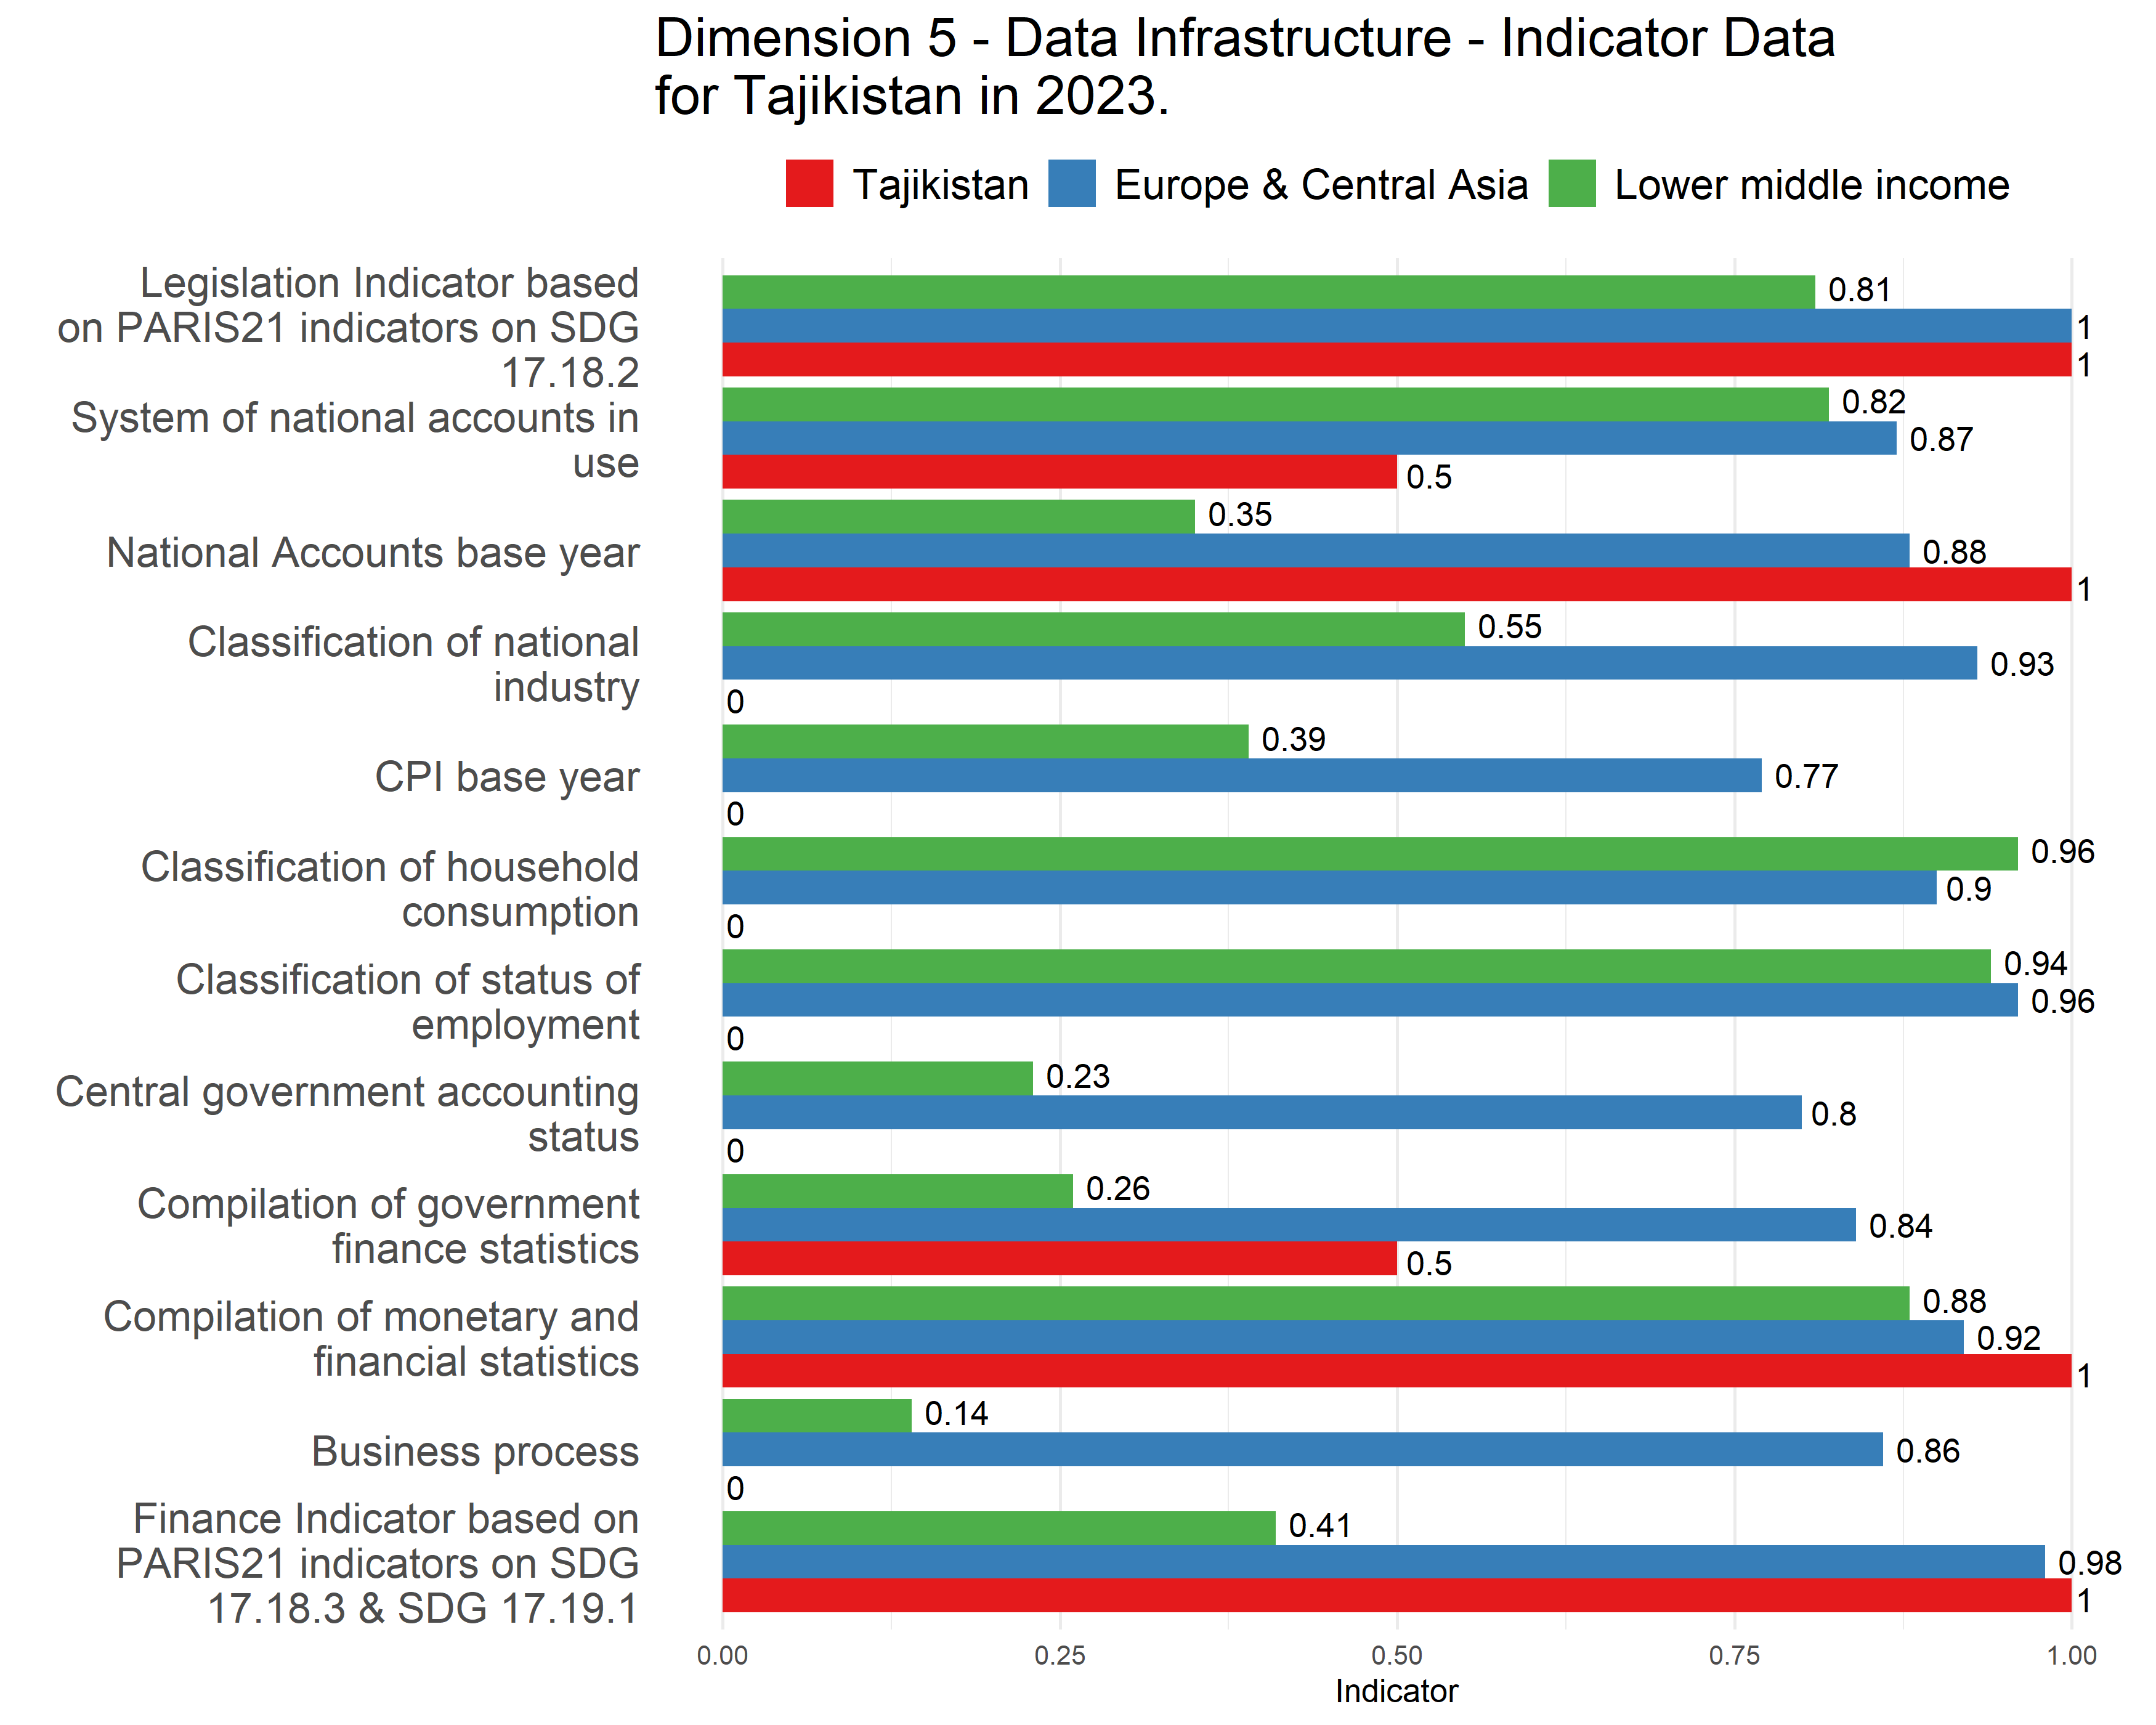 Dimension 5 - Data Infrastructure - Indicator Data
for Tajikistan in 2023.
Tajikistan
Europe & Central Asia
Lower middle income
Legislation Indicator based
on PARIS21 indicators on SDG
17.18.2
0.81
1
1
System of national accounts in
use
0.82
0.87
0.5
National Accounts base year
0.35
0.88
1
Classification of national
industry
0.55
0.93
0
CPI base year
0.39
0.77
0
Classification of household
consumption
0.96
0.9
0
Classification of status of
employment
0.94
0.96
0
Central government accounting
status
0.23
0.8
0
Compilation of government
finance statistics
0.26
0.84
0.5
Compilation of monetary and
financial statistics
0.88
0.92
1
Business process
0.14
0.86
0
Finance Indicator based on
PARIS21 indicators on SDG
17.18.3 & SDG 17.19.1
0.41
0.98
1
0.00
0.25
0.50
0.75
1.00
Indicator